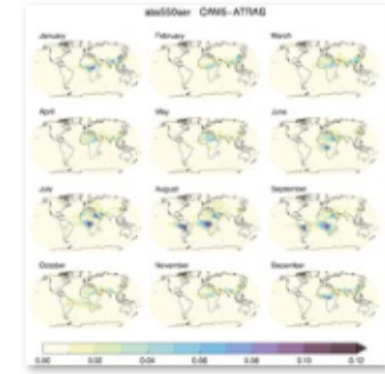 abs550aer CAMS-ATRAS
January February March
April May June
July August September
October November December
0.00 0.02 0.04 0.06 0.08 0.10 0.12